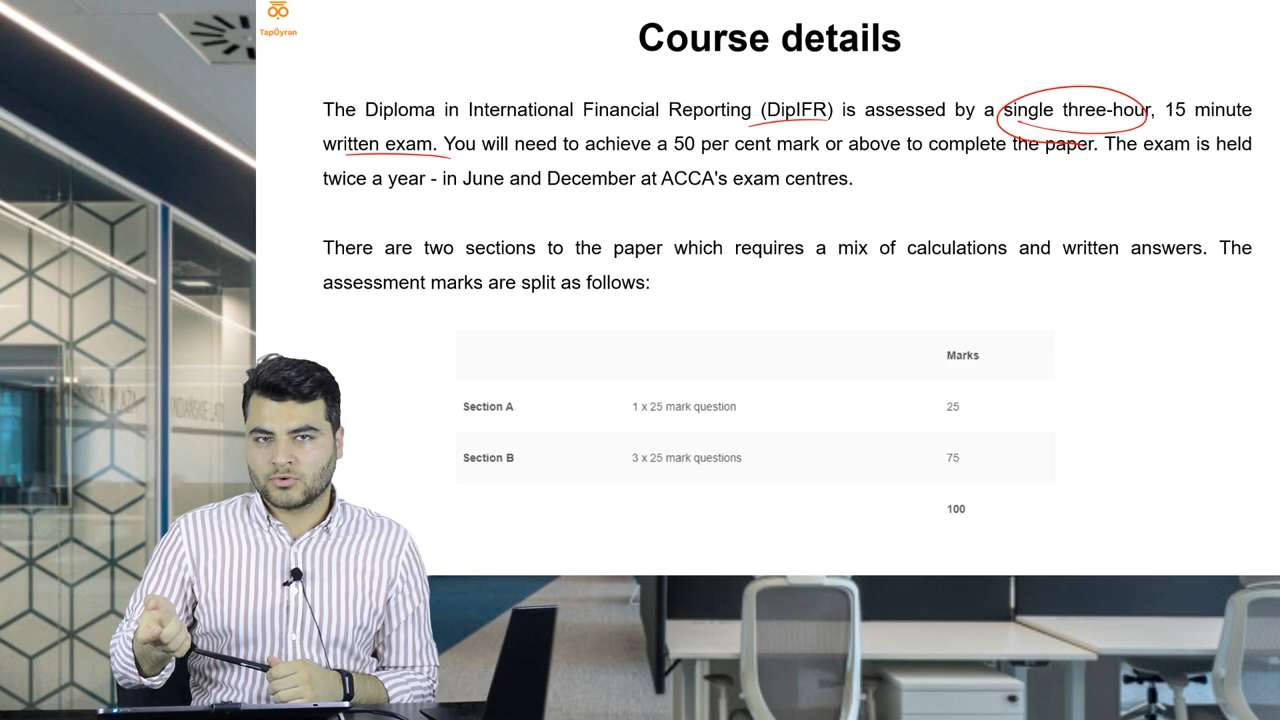 TapÖyrən
Course details
The Diploma in International Financial Reporting (DipIFR) is assessed by a single three-hour, 15 minute
written exam. You will need to achieve a 50 per cent mark or above to complete the paper. The exam is held
twice a year - in June and December at ACCA's exam centres.
There are two sections to the paper which requires a mix of calculations and written answers. The
assessment marks are split as follows:
Marks
Section A 1 x 25 mark question 25
Section B 3 x 25 mark questions 75
100